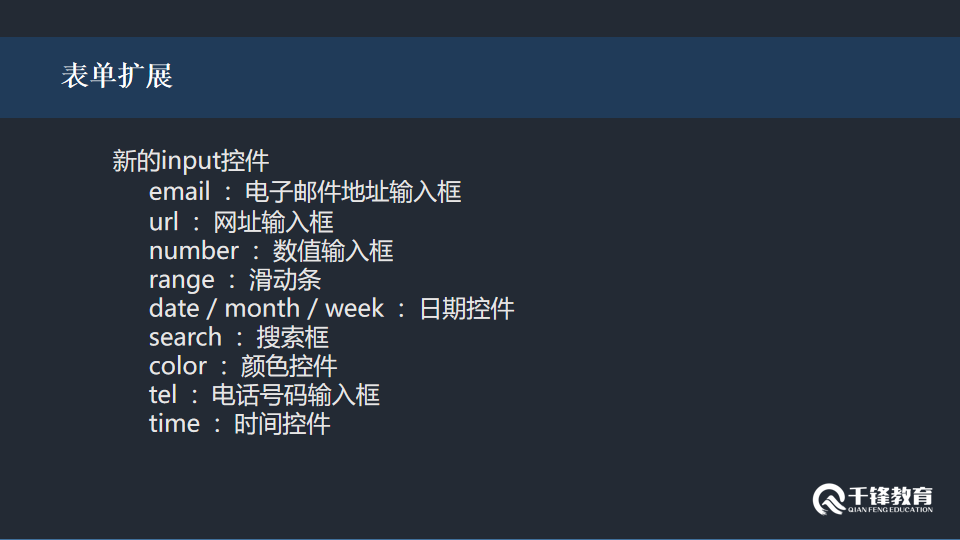 表单扩展
新的input控件
email ： 电子邮件地址输入框
url ： 网址输入框
number ： 数值输入框
range ： 滑动条
date / month / week ： 日期控件
search ： 搜索框
color ： 颜色控件
tel ： 电话号码输入框
time ： 时间控件
千锋教育
QIAN FENG EDUCATION